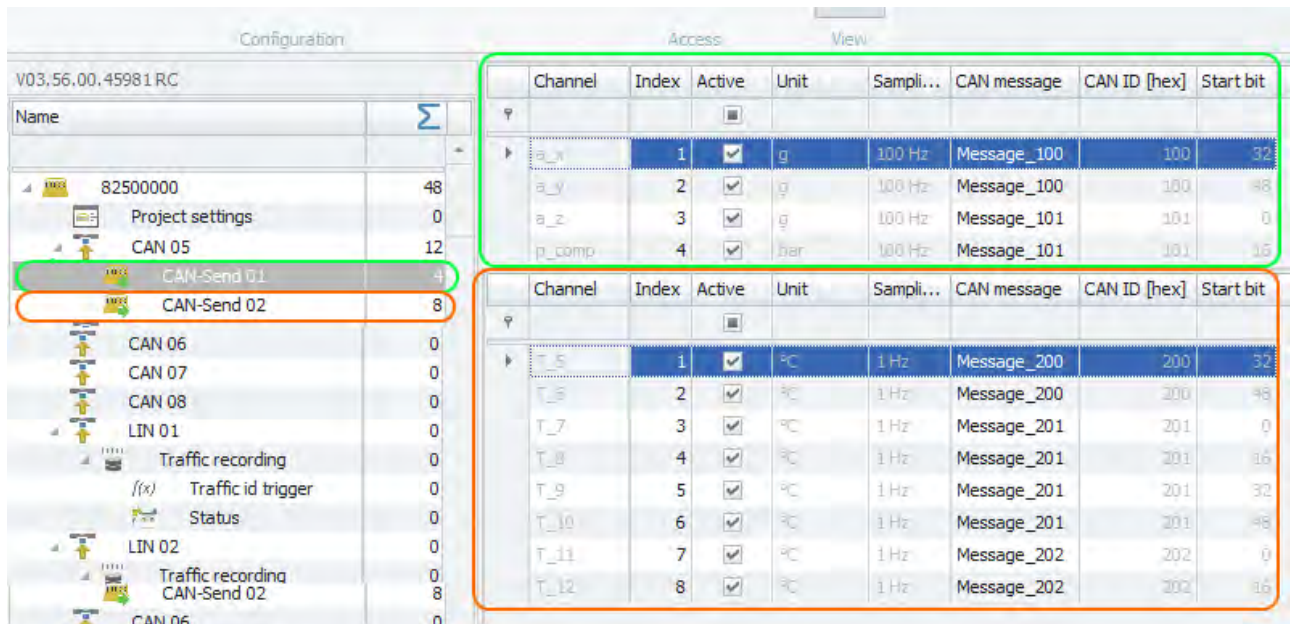 Configuration
Access
View
V03.56.00.45981 RC
Name Σ
82500000 48
Project settings 0
CAN 05 12
CAN-Send 01 4
CAN-Send 02 8
CAN 06 0
CAN 07 0
CAN 08 0
LIN 01 0
Traffic recording 0
f(x) Traffic id trigger 0
Status 0
LIN 02 0
Traffic recording 0
CAN-Send 02 8
CAN 06 0
Channel Index Active Unit Sampli... CAN message CAN ID [hex] Start bit
a_x 1 g 100 Hz Message_100 100 32
a_y 2 g 100 Hz Message_100 100 48
a_z 3 g 100 Hz Message_101 101 0
p_comp 4 bar 100 Hz Message_101 101 16
Channel Index Active Unit Sampli... CAN message CAN ID [hex] Start bit
T_5 1 °C 1 Hz Message_200 200 32
T_6 2 °C 1 Hz Message_200 200 48
T_7 3 °C 1 Hz Message_201 201 0
T_8 4 °C 1 Hz Message_201 201 16
T_9 5 °C 1 Hz Message_201 201 32
T_10 6 °C 1 Hz Message_201 201 48
T_11 7 °C 1 Hz Message_202 202 0
T_12 8 °C 1 Hz Message_202 202 16